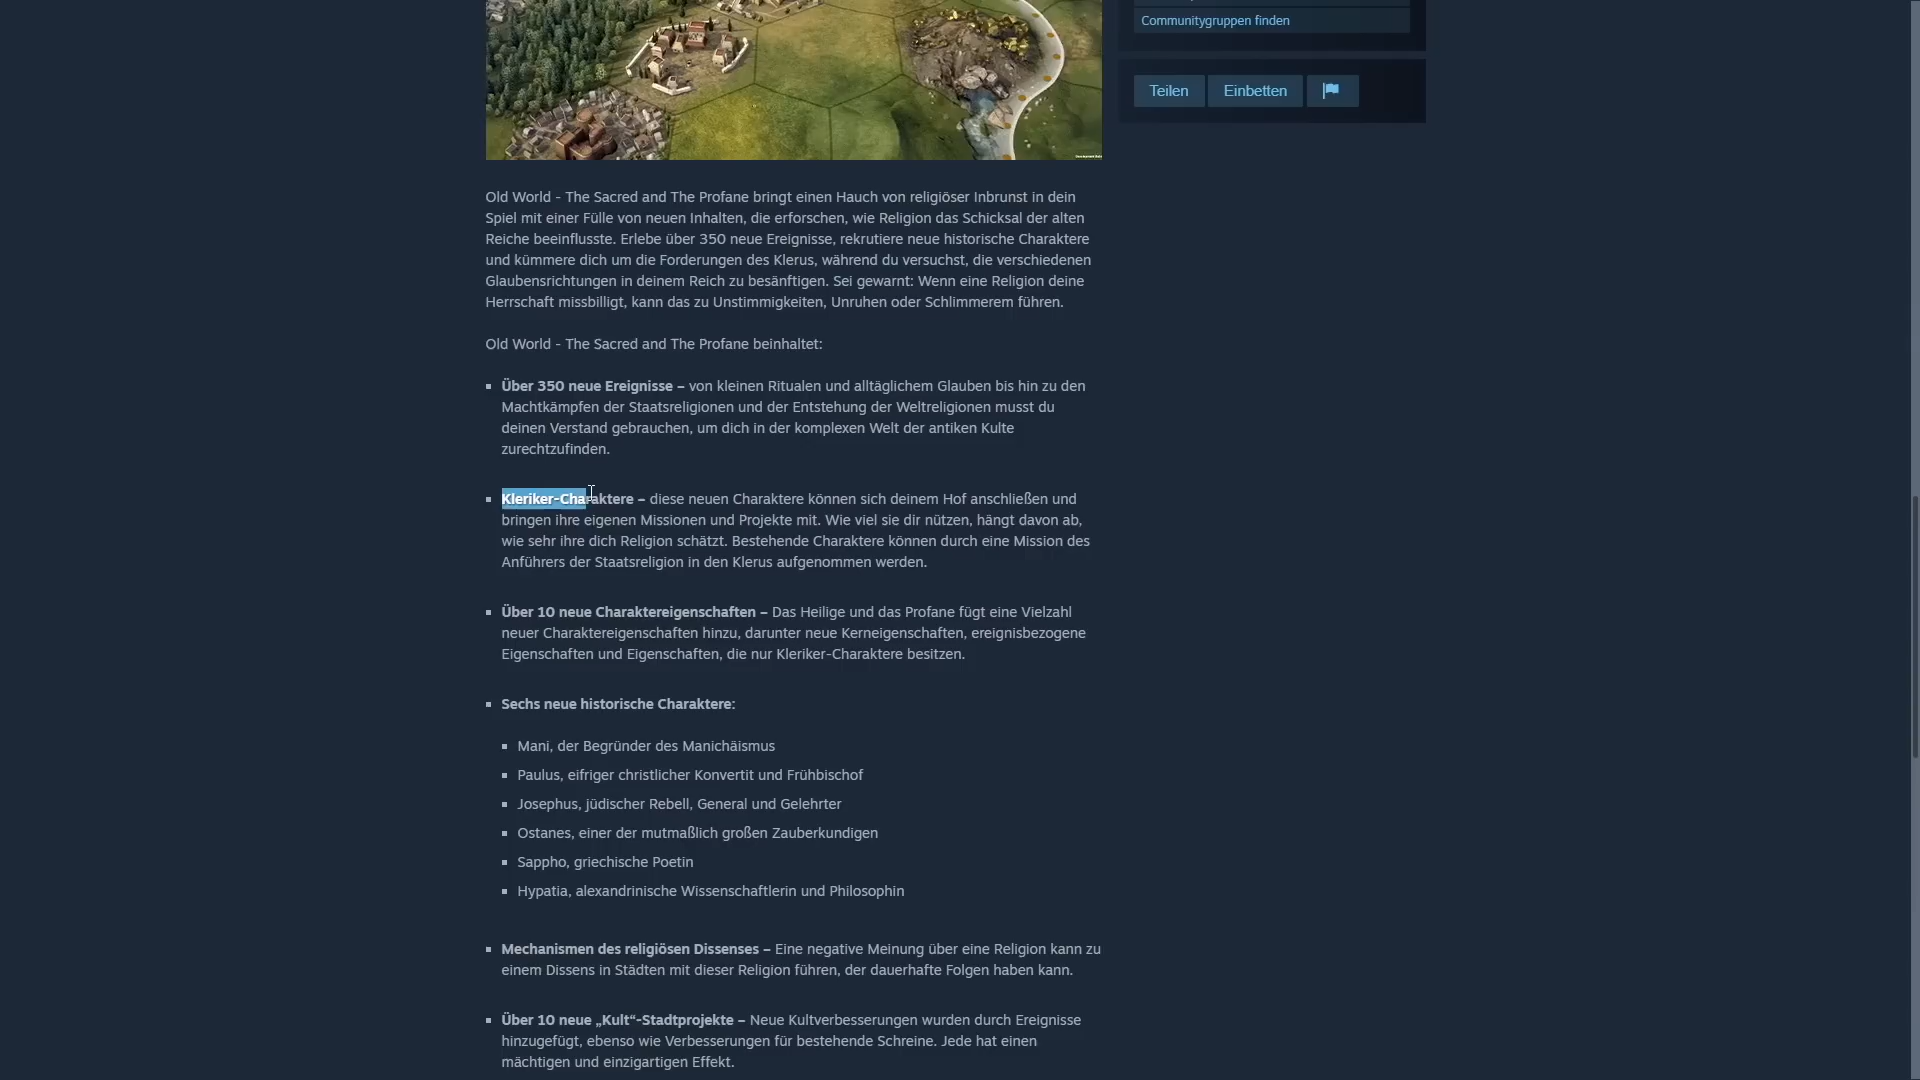 Communitygruppen finden
Teilen
Einbetten
Old World - The Sacred and The Profane bringt einen Hauch von religiöser Inbrunst in dein
Spiel mit einer Fülle von neuen Inhalten, die erforschen, wie Religion das Schicksal der alten
Reiche beeinflusste. Erlebe über 350 neue Ereignisse, rekrutiere neue historische Charaktere
und kümmere dich um die Forderungen des Klerus, während du versuchst, die verschiedenen
Glaubensrichtungen in deinem Reich zu besänftigen. Sei gewarnt: Wenn eine Religion deine
Herrschaft missbilligt, kann das zu Unstimmigkeiten, Unruhen oder Schlimmerem führen.
Old World - The Sacred and The Profane beinhaltet:
Über 350 neue Ereignisse – von kleinen Ritualen und alltäglichem Glauben bis hin zu den
Machtkämpfen der Staatsreligionen und der Entstehung der Weltreligionen musst du
deinen Verstand gebrauchen, um dich in der komplexen Welt der antiken Kulte
zurechtzufinden.
Kleriker-Charaktere – diese neuen Charaktere können sich deinem Hof anschließen und
bringen ihre eigenen Missionen und Projekte mit. Wie viel sie dir nützen, hängt davon ab,
wie sehr ihre dich Religion schätzt. Bestehende Charaktere können durch eine Mission des
Anführers der Staatsreligion in den Klerus aufgenommen werden.
Über 10 neue Charaktereigenschaften – Das Heilige und das Profane fügt eine Vielzahl
neuer Charaktereigenschaften hinzu, darunter neue Kerneigenschaften, ereignisbezogene
Eigenschaften und Eigenschaften, die nur Kleriker-Charaktere besitzen.
Sechs neue historische Charaktere:
Mani, der Begründer des Manichäismus
Paulus, eifriger christlicher Konvertit und Frühbischof
Josephus, jüdischer Rebell, General und Gelehrter
Ostanes, einer der mutmaßlich großen Zauberkundigen
Sappho, griechische Poetin
Hypatia, alexandrinische Wissenschaftlerin und Philosophin
Mechanismen des religiösen Dissenses – Eine negative Meinung über eine Religion kann zu
einem Dissens in Städten mit dieser Religion führen, der dauerhafte Folgen haben kann.
Über 10 neue „Kult“-Stadtprojekte – Neue Kultverbesserungen wurden durch Ereignisse
hinzugefügt, ebenso wie Verbesserungen für bestehende Schreine. Jede hat einen
mächtigen und einzigartigen Effekt.